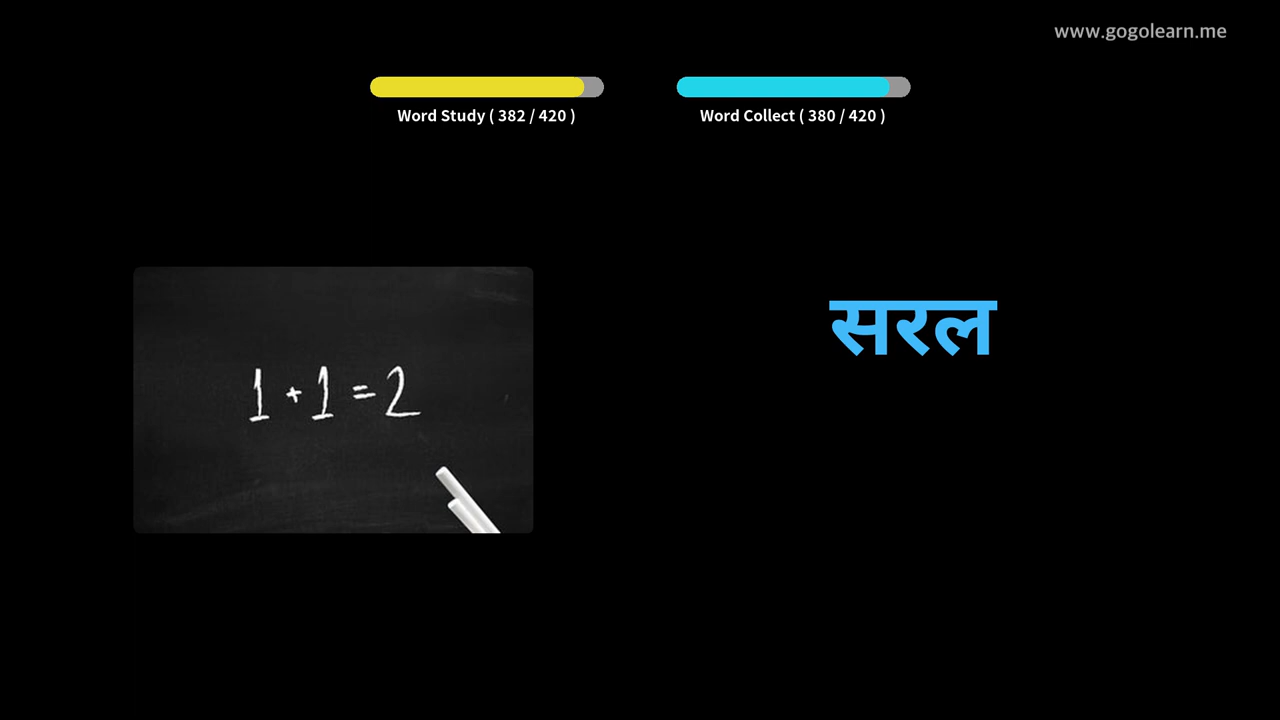 www.gogolearn.me
Word Study ( 382 / 420 )
Word Collect ( 380 / 420 )
सरल
1 + 1 = 2